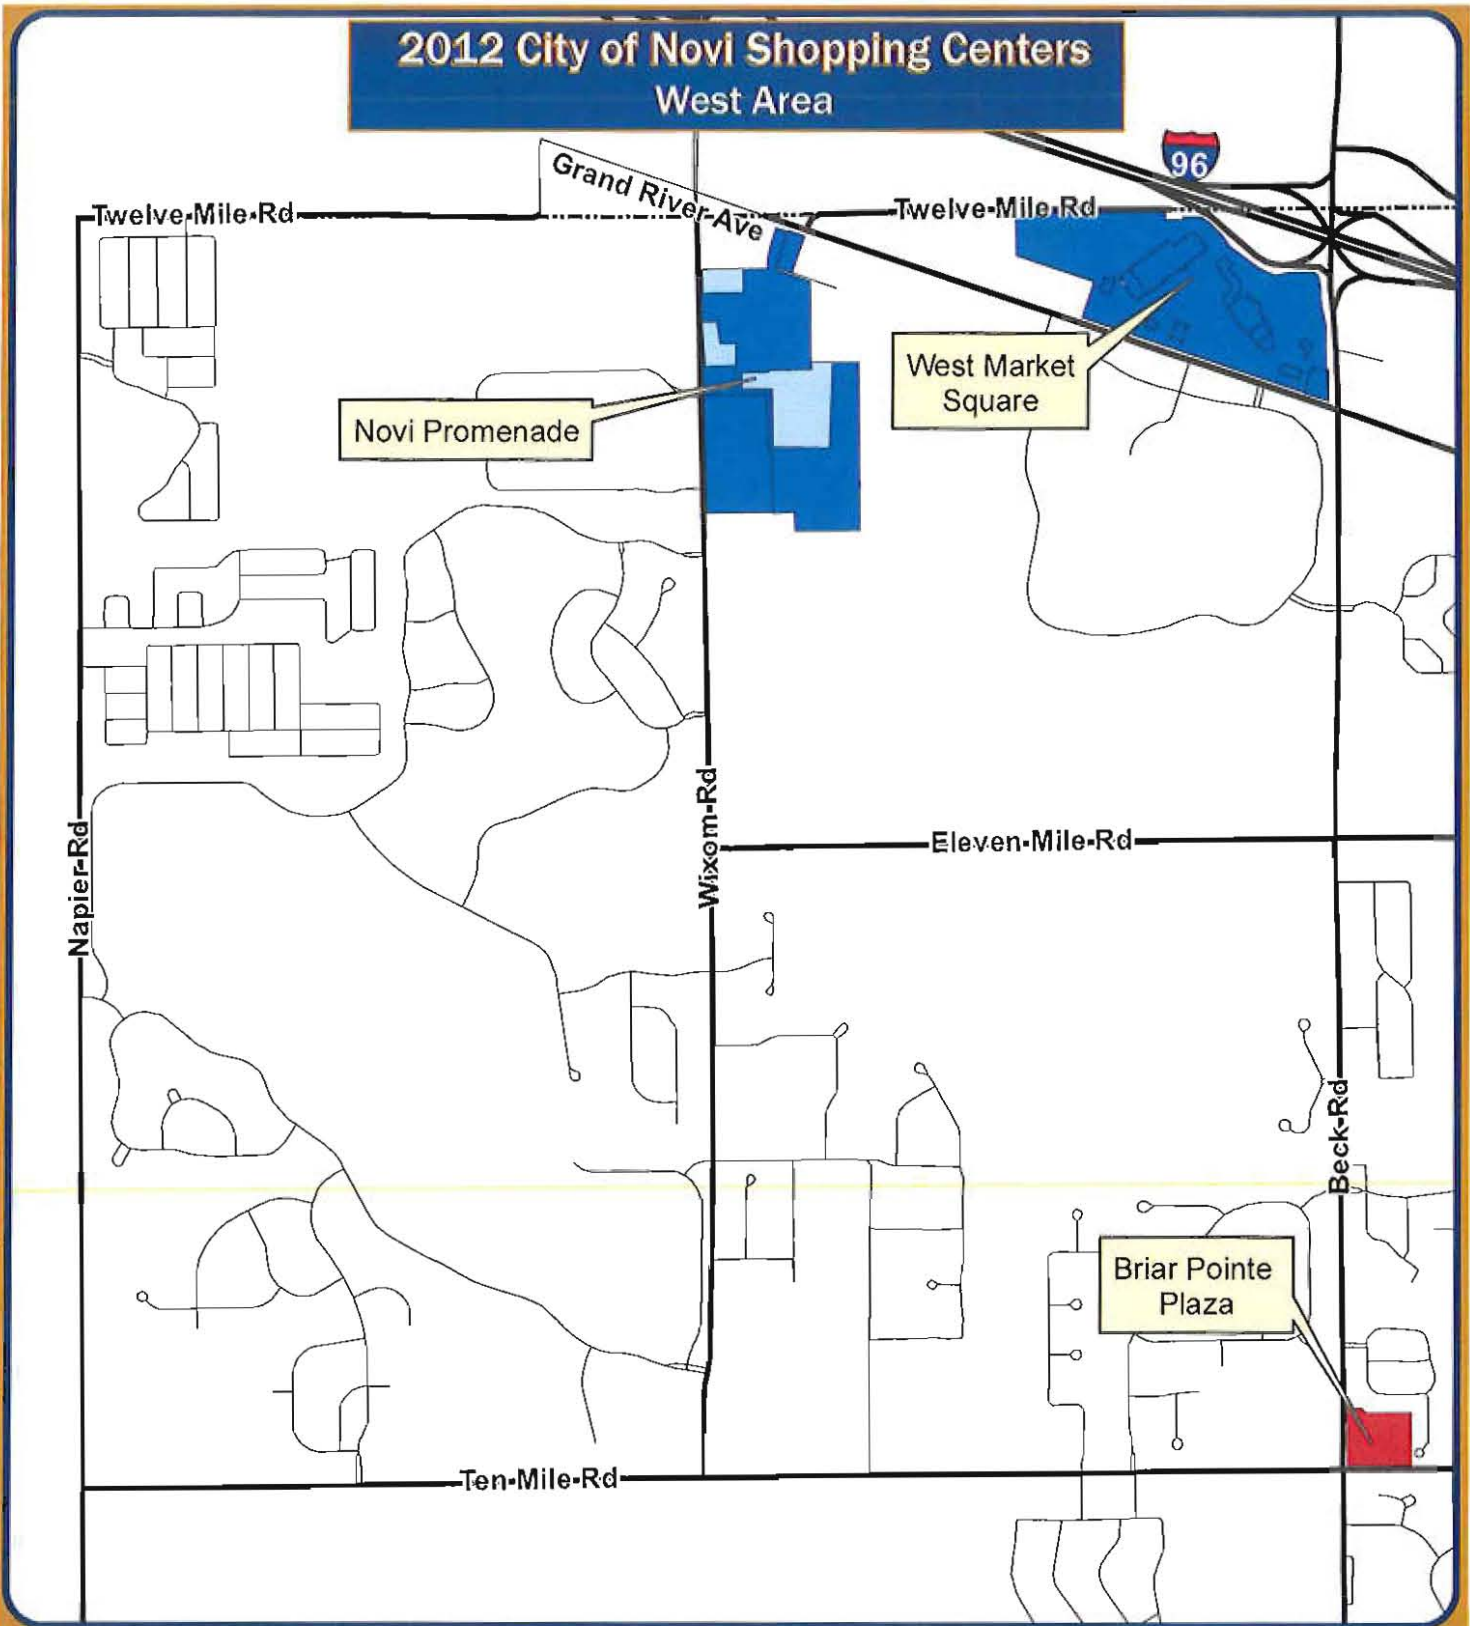 2012 City of Novi Shopping Centers
West Area
96
Grand River Ave
Twelve-Mile-Rd
Twelve-Mile-Rd
West Market
Square
Novi Promenade
Wixom-Rd
Eleven-Mile-Rd
Napier-Rd
Beck-Rd
Briar Pointe
Plaza
Ten-Mile-Rd